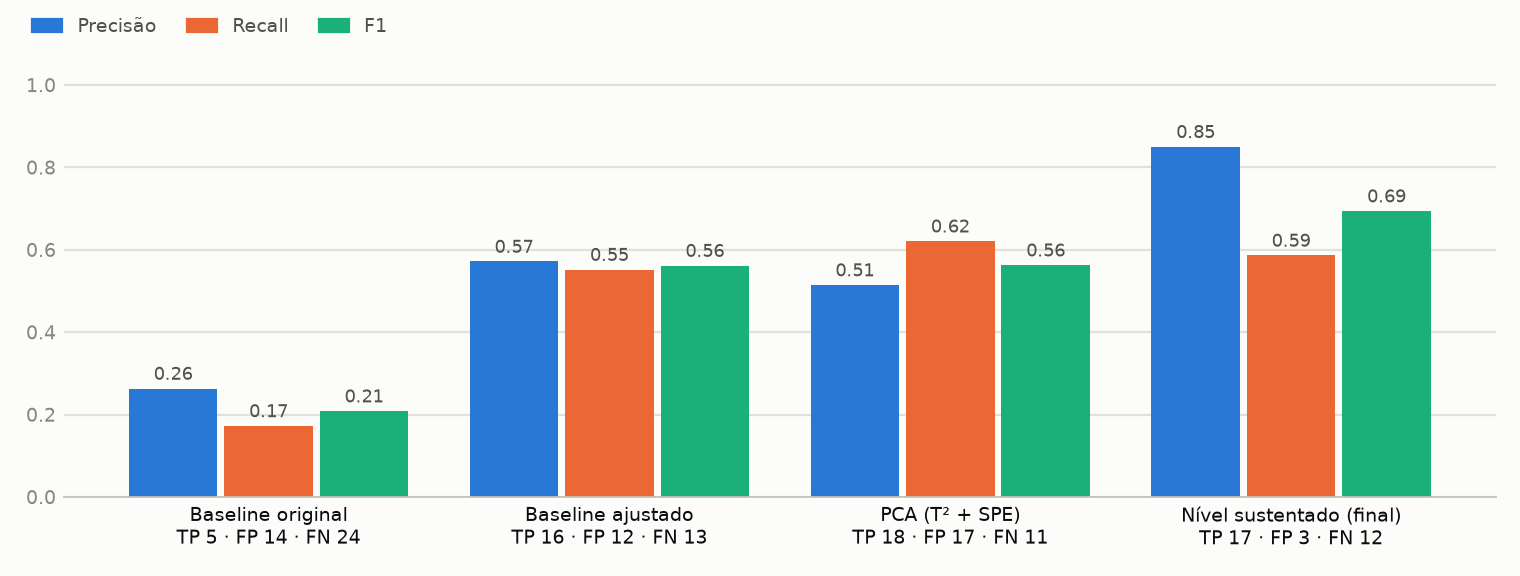 Precisão Recall F1
1.0
0.8
0.6
0.4
0.2
0.0
0.26 0.17 0.21
0.57 0.55 0.56
0.51 0.62 0.56
0.85 0.59 0.69
Baseline original
TP 5 · FP 14 · FN 24
Baseline ajustado
TP 16 · FP 12 · FN 13
PCA (T² + SPE)
TP 18 · FP 17 · FN 11
Nível sustentado (final)
TP 17 · FP 3 · FN 12